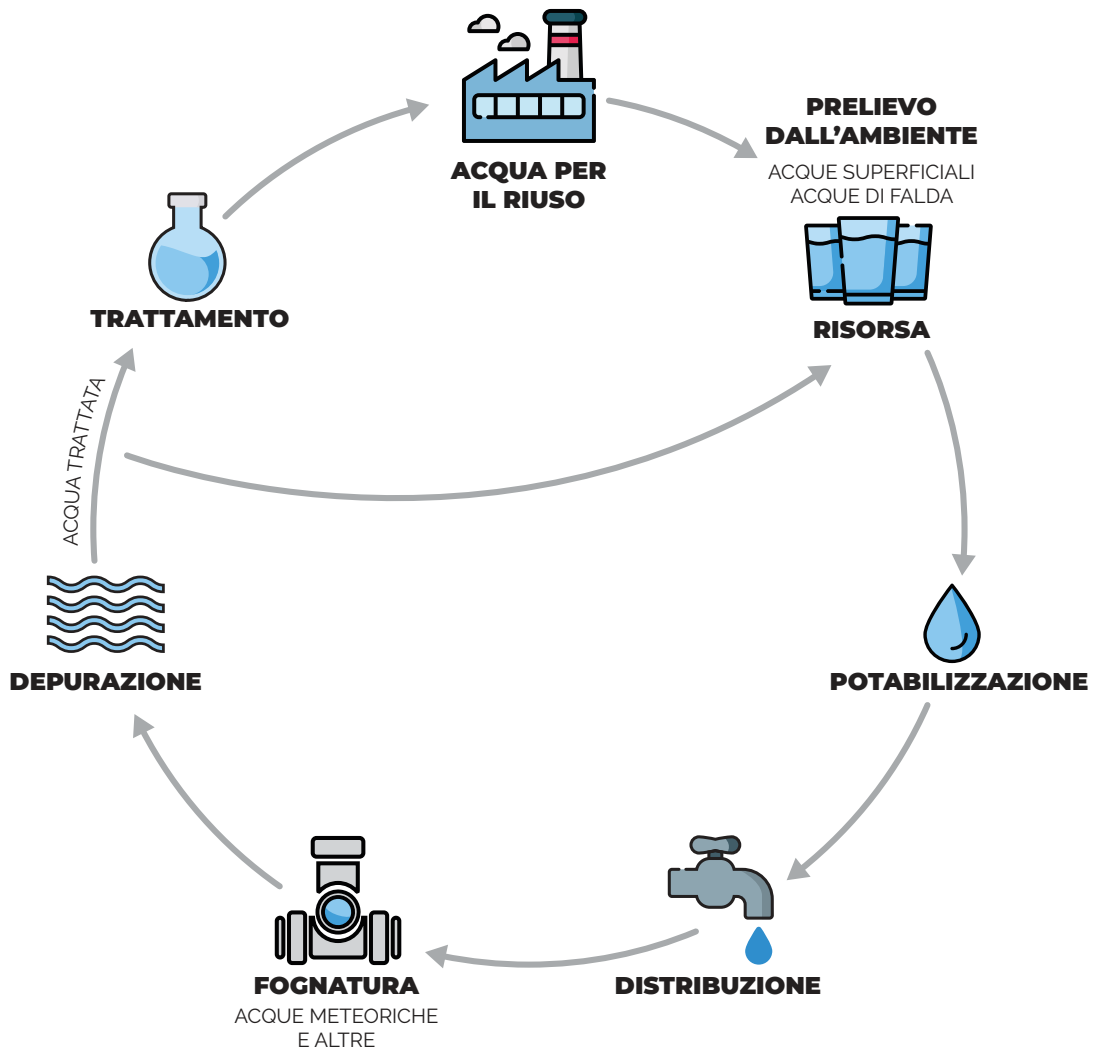 ACQUA PER
IL RIUSO
PRELIEVO
DALL’AMBIENTE
ACQUE SUPERFICIALI
ACQUE DI FALDA
RISORSA
TRATTAMENTO
ACQUA TRATTATA
DEPURAZIONE
POTABILIZZAZIONE
FOGNATURA
ACQUE METEORICHE
E ALTRE
DISTRIBUZIONE